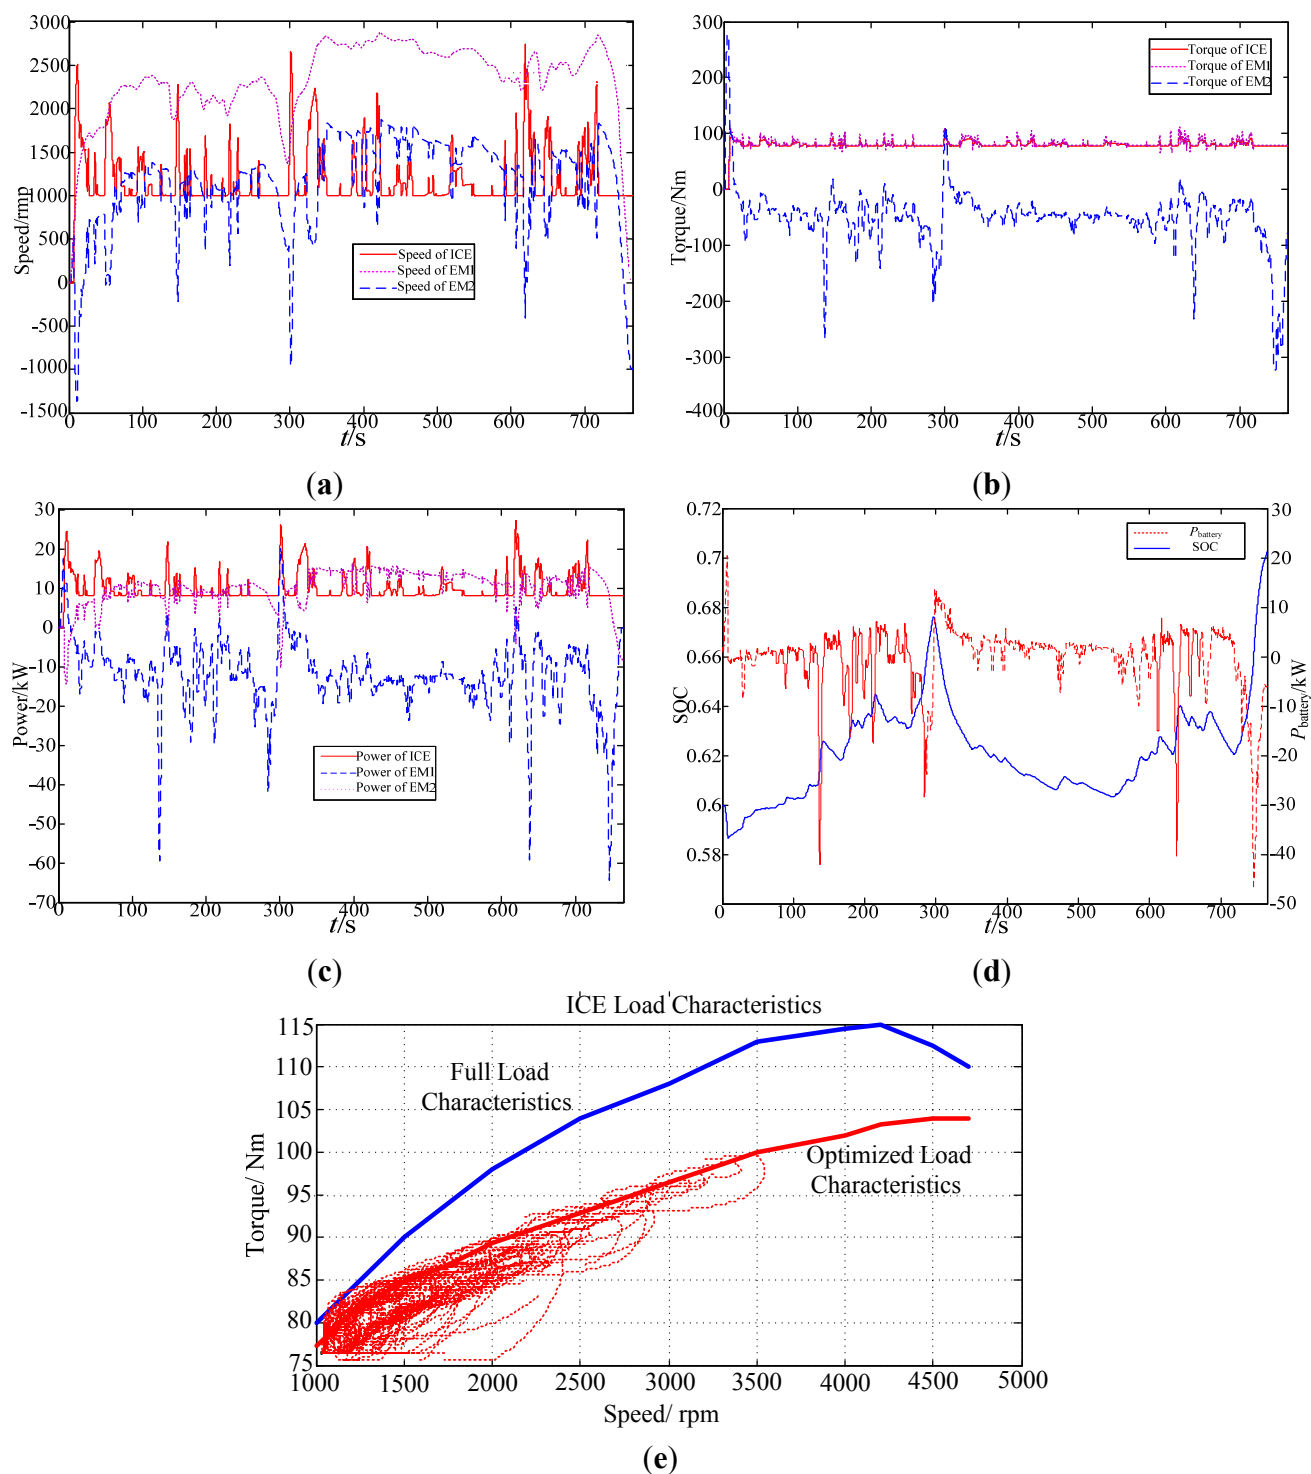 3000
2500
2000
1500
1000
500
0
-500
-1000
-1500
Speed/rmp
Speed of ICE
Speed of EM1
Speed of EM2
0 100 200 300 400 500 600 700
t/s
(a)
300
200
100
0
-100
-200
-300
-400
Torque/Nm
Torque of ICE
Torque of EM1
Torque of EM2
0 100 200 300 400 500 600 700
t/s
(b)
30
20
10
0
-10
-20
-30
-40
-50
-60
-70
Power/kW
Power of ICE
Power of EM1
Power of EM2
0 100 200 300 400 500 600 700
t/s
(c)
0.72
0.7
0.68
0.66
0.64
0.62
0.6
0.58
SOC
Pbattery
SOC
30
20
10
0
-10
-20
-30
-40
-50
Pbattery/kW
0 100 200 300 400 500 600 700
t/s
(d)
ICE Load Characteristics
115
110
105
100
95
90
85
80
75
Torque/ Nm
Full Load
Characteristics
Optimized Load
Characteristics
1000 1500 2000 2500 3000 3500 4000 4500 5000
Speed/ rpm
(e)